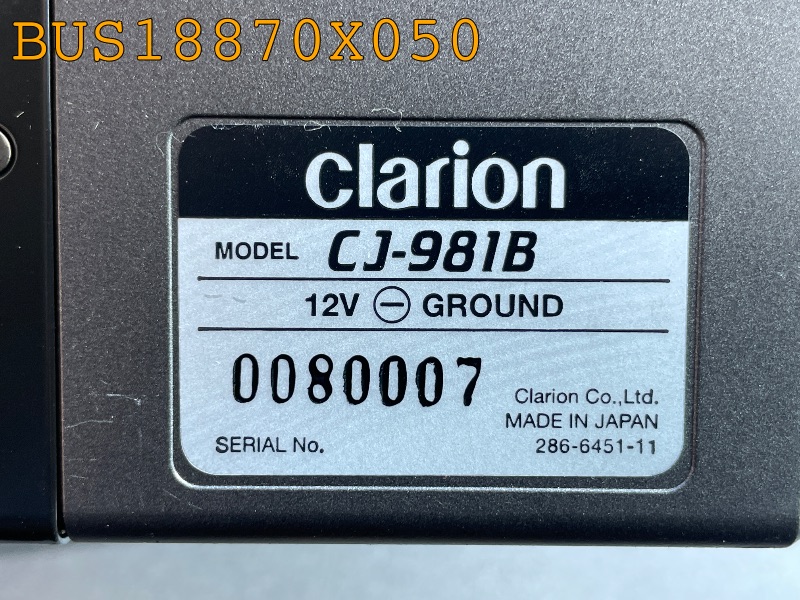 BUS18870X050
clarion
MODEL CJ-981B
12V ⊖ GROUND
0080007
Clarion Co.,Ltd.
MADE IN JAPAN
SERIAL No.
286-6451-11